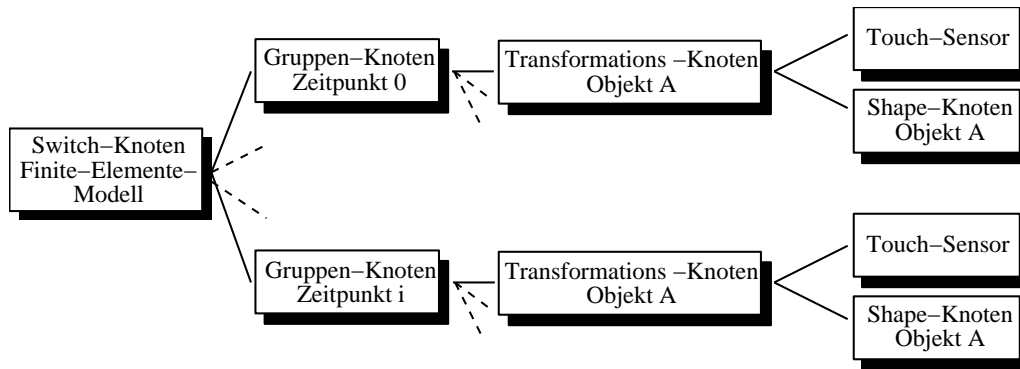 Switch−Knoten
Finite−Elemente−
Modell
Gruppen−Knoten
Zeitpunkt 0
Transformations −Knoten
Objekt A
Touch−Sensor
Shape−Knoten
Objekt A
Gruppen−Knoten
Zeitpunkt i
Transformations −Knoten
Objekt A
Touch−Sensor
Shape−Knoten
Objekt A